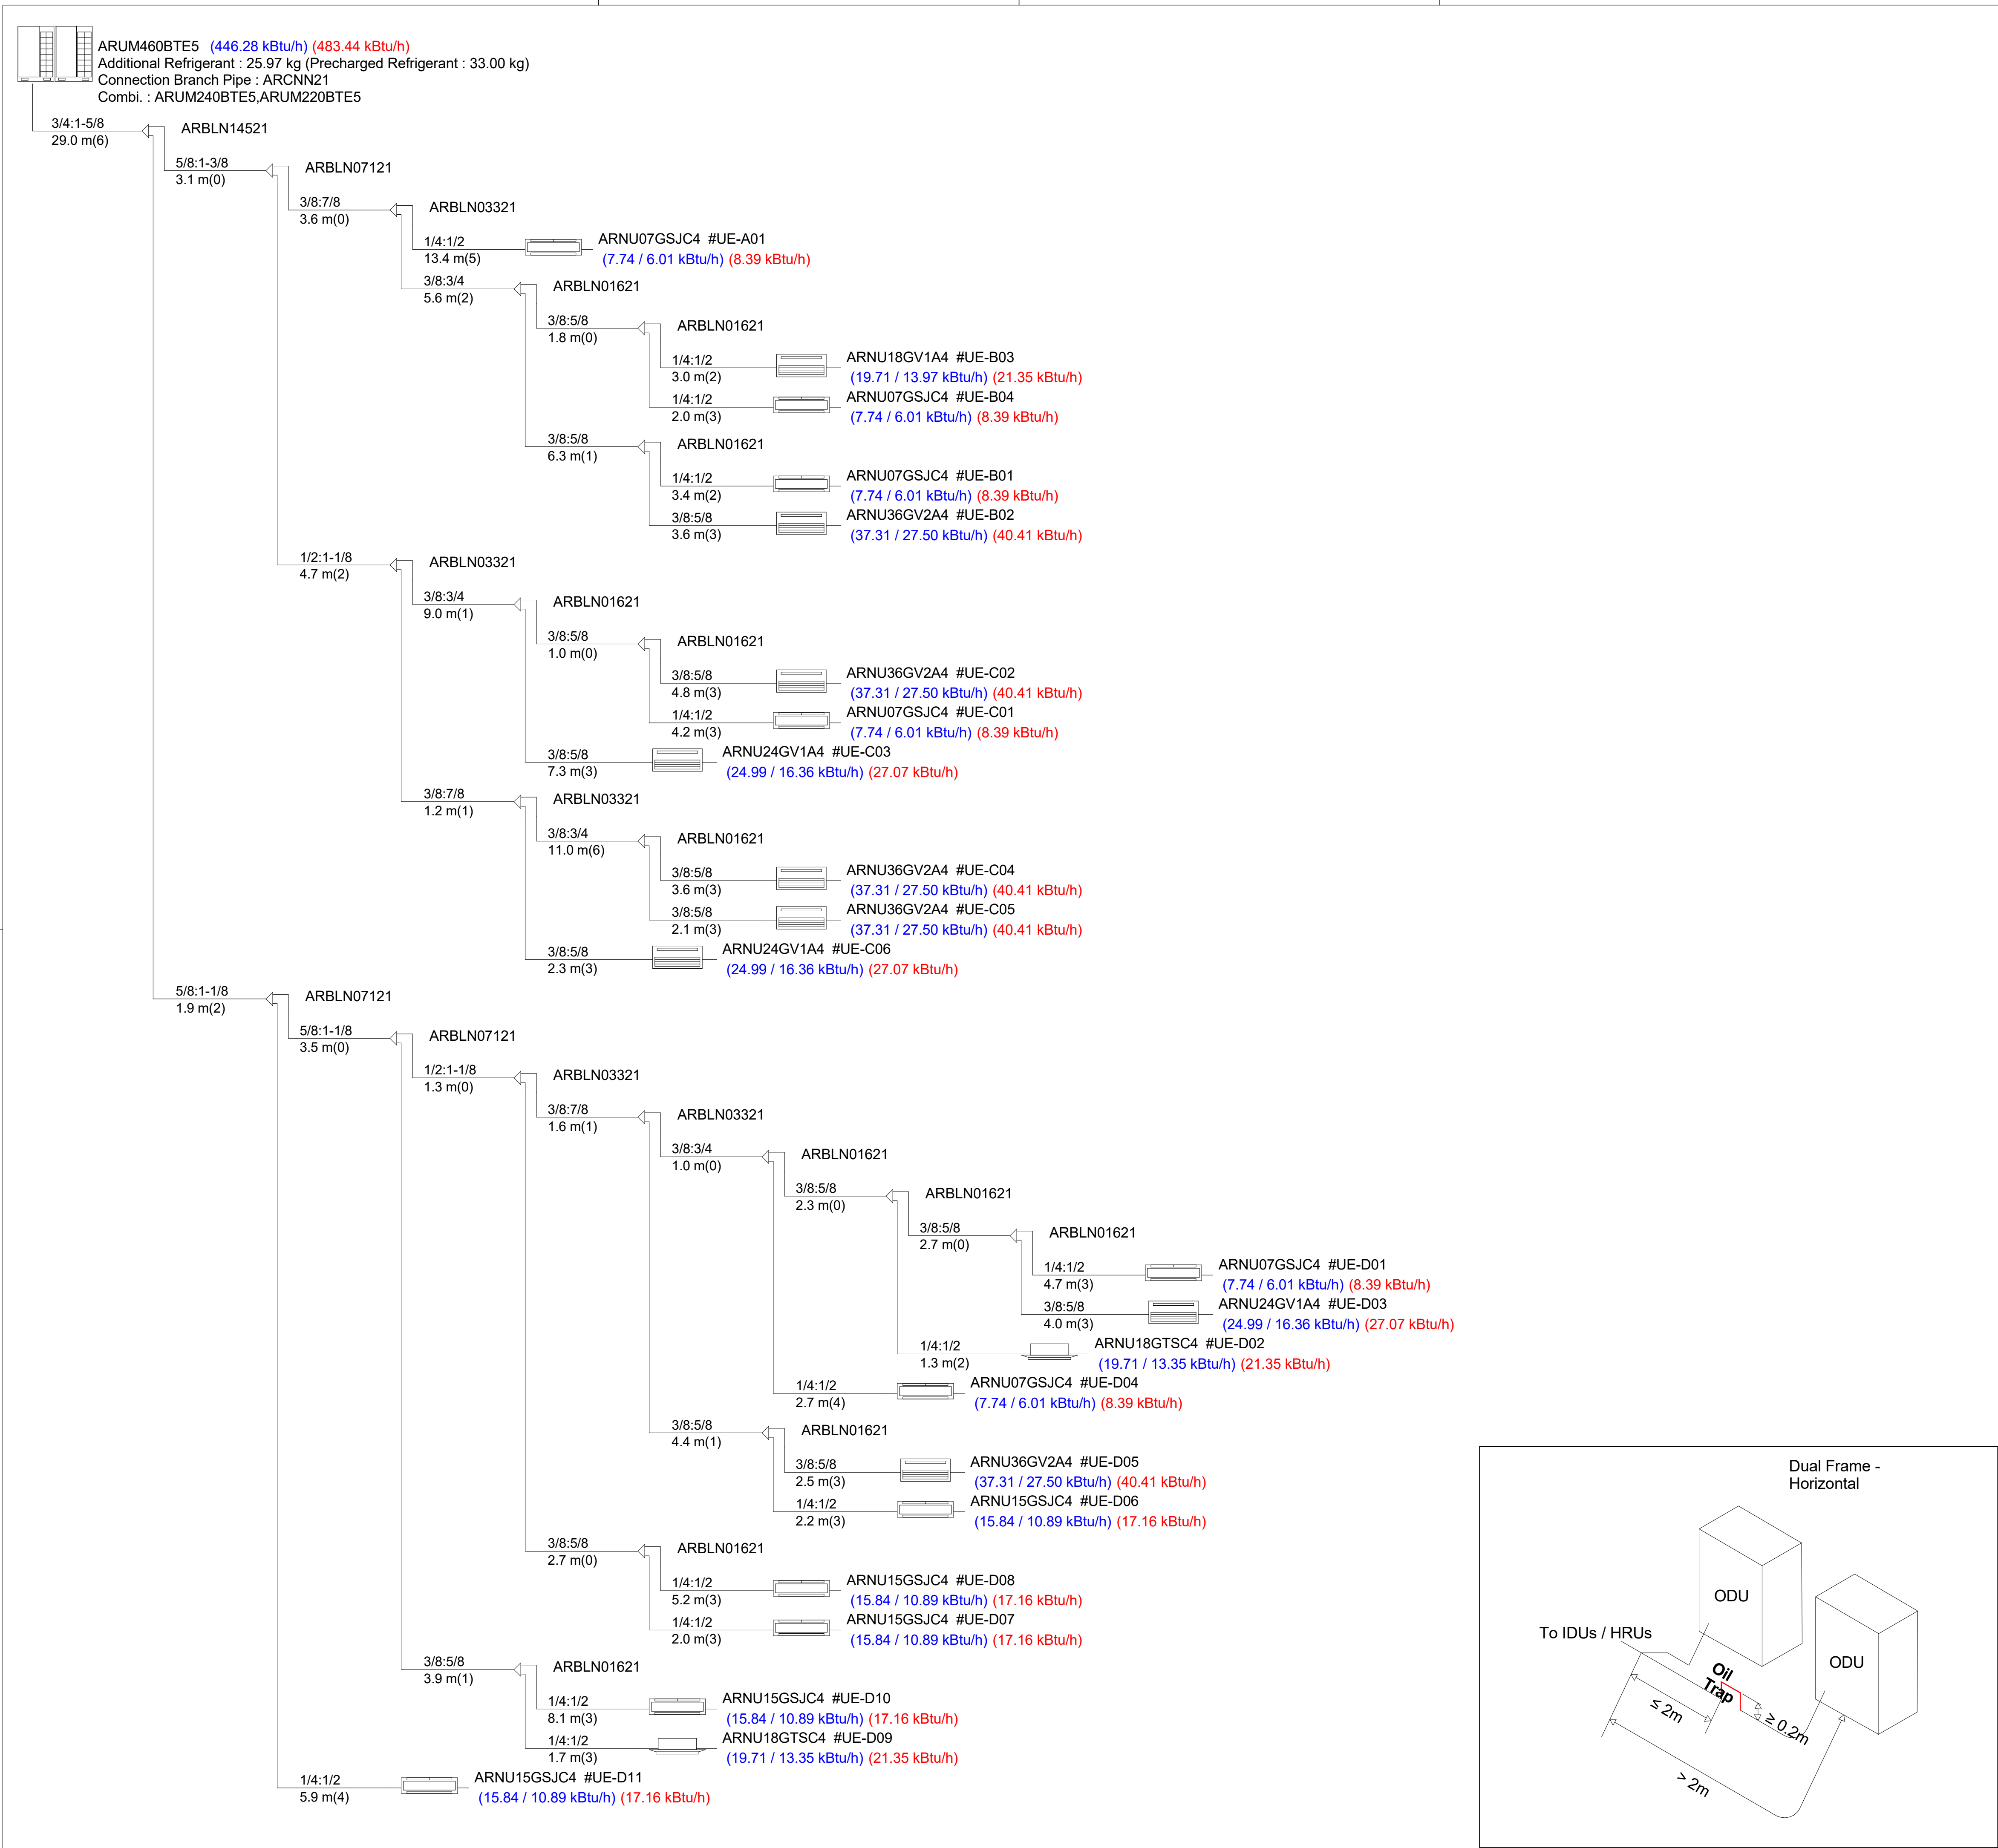 ARUM460BTE5 (446.28 kBtu/h) (483.44 kBtu/h)
Additional Refrigerant : 25.97 kg (Precharged Refrigerant : 33.00 kg)
Connection Branch Pipe : ARCNN21
Combi. : ARUM240BTE5,ARUM220BTE5
3/4:1-5/8
29.0 m(6)
ARBLN14521
5/8:1-3/8
3.1 m(0)
ARBLN07121
3/8:7/8
3.6 m(0)
ARBLN03321
1/4:1/2
13.4 m(5)
ARNU07GSJC4 #UE-A01
(7.74 / 6.01 kBtu/h) (8.39 kBtu/h)
3/8:3/4
5.6 m(2)
ARBLN01621
3/8:5/8
1.8 m(0)
ARBLN01621
1/4:1/2
3.0 m(2)
ARNU18GV1A4 #UE-B03
(19.71 / 13.97 kBtu/h) (21.35 kBtu/h)
1/4:1/2
2.0 m(3)
ARNU07GSJC4 #UE-B04
(7.74 / 6.01 kBtu/h) (8.39 kBtu/h)
3/8:5/8
6.3 m(1)
ARBLN01621
1/4:1/2
3.4 m(2)
ARNU07GSJC4 #UE-B01
(7.74 / 6.01 kBtu/h) (8.39 kBtu/h)
3/8:5/8
3.6 m(3)
ARNU36GV2A4 #UE-B02
(37.31 / 27.50 kBtu/h) (40.41 kBtu/h)
1/2:1-1/8
4.7 m(2)
ARBLN03321
3/8:3/4
9.0 m(1)
ARBLN01621
3/8:5/8
1.0 m(0)
ARBLN01621
3/8:5/8
4.8 m(3)
ARNU36GV2A4 #UE-C02
(37.31 / 27.50 kBtu/h) (40.41 kBtu/h)
1/4:1/2
4.2 m(3)
ARNU07GSJC4 #UE-C01
(7.74 / 6.01 kBtu/h) (8.39 kBtu/h)
3/8:5/8
7.3 m(3)
ARNU24GV1A4 #UE-C03
(24.99 / 16.36 kBtu/h) (27.07 kBtu/h)
3/8:7/8
1.2 m(1)
ARBLN03321
3/8:3/4
11.0 m(6)
ARBLN01621
3/8:5/8
3.6 m(3)
ARNU36GV2A4 #UE-C04
(37.31 / 27.50 kBtu/h) (40.41 kBtu/h)
3/8:5/8
2.1 m(3)
ARNU36GV2A4 #UE-C05
(37.31 / 27.50 kBtu/h) (40.41 kBtu/h)
3/8:5/8
2.3 m(3)
ARNU24GV1A4 #UE-C06
(24.99 / 16.36 kBtu/h) (27.07 kBtu/h)
5/8:1-1/8
1.9 m(2)
ARBLN07121
5/8:1-1/8
3.5 m(0)
ARBLN07121
1/2:1-1/8
1.3 m(0)
ARBLN03321
3/8:7/8
1.6 m(1)
ARBLN03321
3/8:3/4
1.0 m(0)
ARBLN01621
3/8:5/8
2.3 m(0)
ARBLN01621
3/8:5/8
2.7 m(0)
ARBLN01621
1/4:1/2
4.7 m(3)
ARNU07GSJC4 #UE-D01
(7.74 / 6.01 kBtu/h) (8.39 kBtu/h)
3/8:5/8
4.0 m(3)
ARNU24GV1A4 #UE-D03
(24.99 / 16.36 kBtu/h) (27.07 kBtu/h)
1/4:1/2
1.3 m(2)
ARNU18GTSC4 #UE-D02
(19.71 / 13.35 kBtu/h) (21.35 kBtu/h)
1/4:1/2
2.7 m(4)
ARNU07GSJC4 #UE-D04
(7.74 / 6.01 kBtu/h) (8.39 kBtu/h)
3/8:5/8
4.4 m(1)
ARBLN01621
3/8:5/8
2.5 m(3)
ARNU36GV2A4 #UE-D05
(37.31 / 27.50 kBtu/h) (40.41 kBtu/h)
1/4:1/2
2.2 m(3)
ARNU15GSJC4 #UE-D06
(15.84 / 10.89 kBtu/h) (17.16 kBtu/h)
3/8:5/8
2.7 m(0)
ARBLN01621
1/4:1/2
5.2 m(3)
ARNU15GSJC4 #UE-D08
(15.84 / 10.89 kBtu/h) (17.16 kBtu/h)
1/4:1/2
2.0 m(3)
ARNU15GSJC4 #UE-D07
(15.84 / 10.89 kBtu/h) (17.16 kBtu/h)
3/8:5/8
3.9 m(1)
ARBLN01621
1/4:1/2
8.1 m(3)
ARNU15GSJC4 #UE-D10
(15.84 / 10.89 kBtu/h) (17.16 kBtu/h)
1/4:1/2
1.7 m(3)
ARNU18GTSC4 #UE-D09
(19.71 / 13.35 kBtu/h) (21.35 kBtu/h)
1/4:1/2
5.9 m(4)
ARNU15GSJC4 #UE-D11
(15.84 / 10.89 kBtu/h) (17.16 kBtu/h)
Dual Frame -
Horizontal
ODU
To IDUs / HRUs
ODU
Oil
Trap
≤ 2m
≥ 0.2m
> 2m